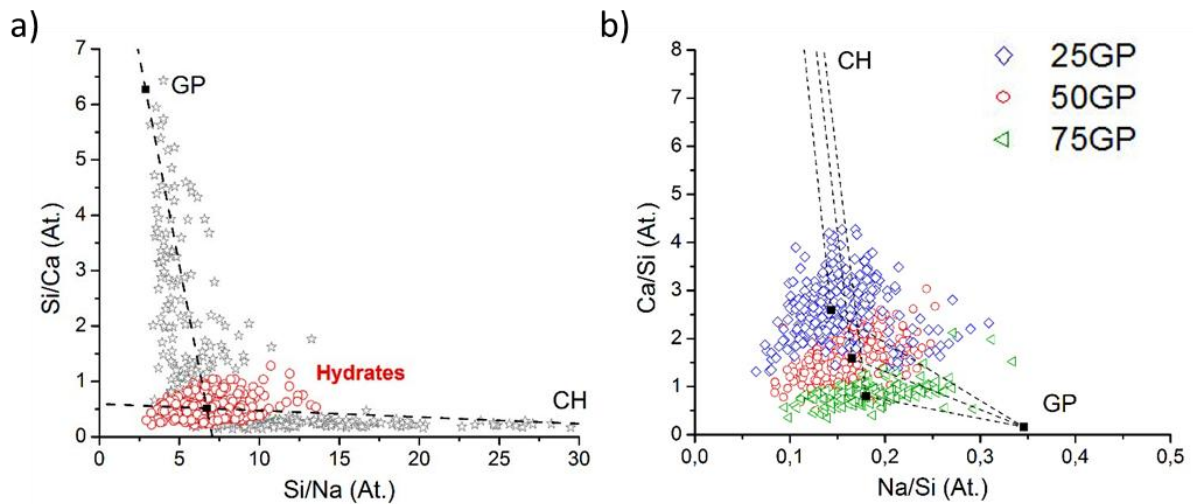 a)
7
6
5
4
3
2
1
0
Si/Ca (At.)
GP
Hydrates
CH
0 5 10 15 20 25 30
Si/Na (At.)
b)
8
7
6
5
4
3
2
1
0
Ca/Si (At.)
CH
GP
25GP
50GP
75GP
0,0 0,1 0,2 0,3 0,4 0,5
Na/Si (At.)